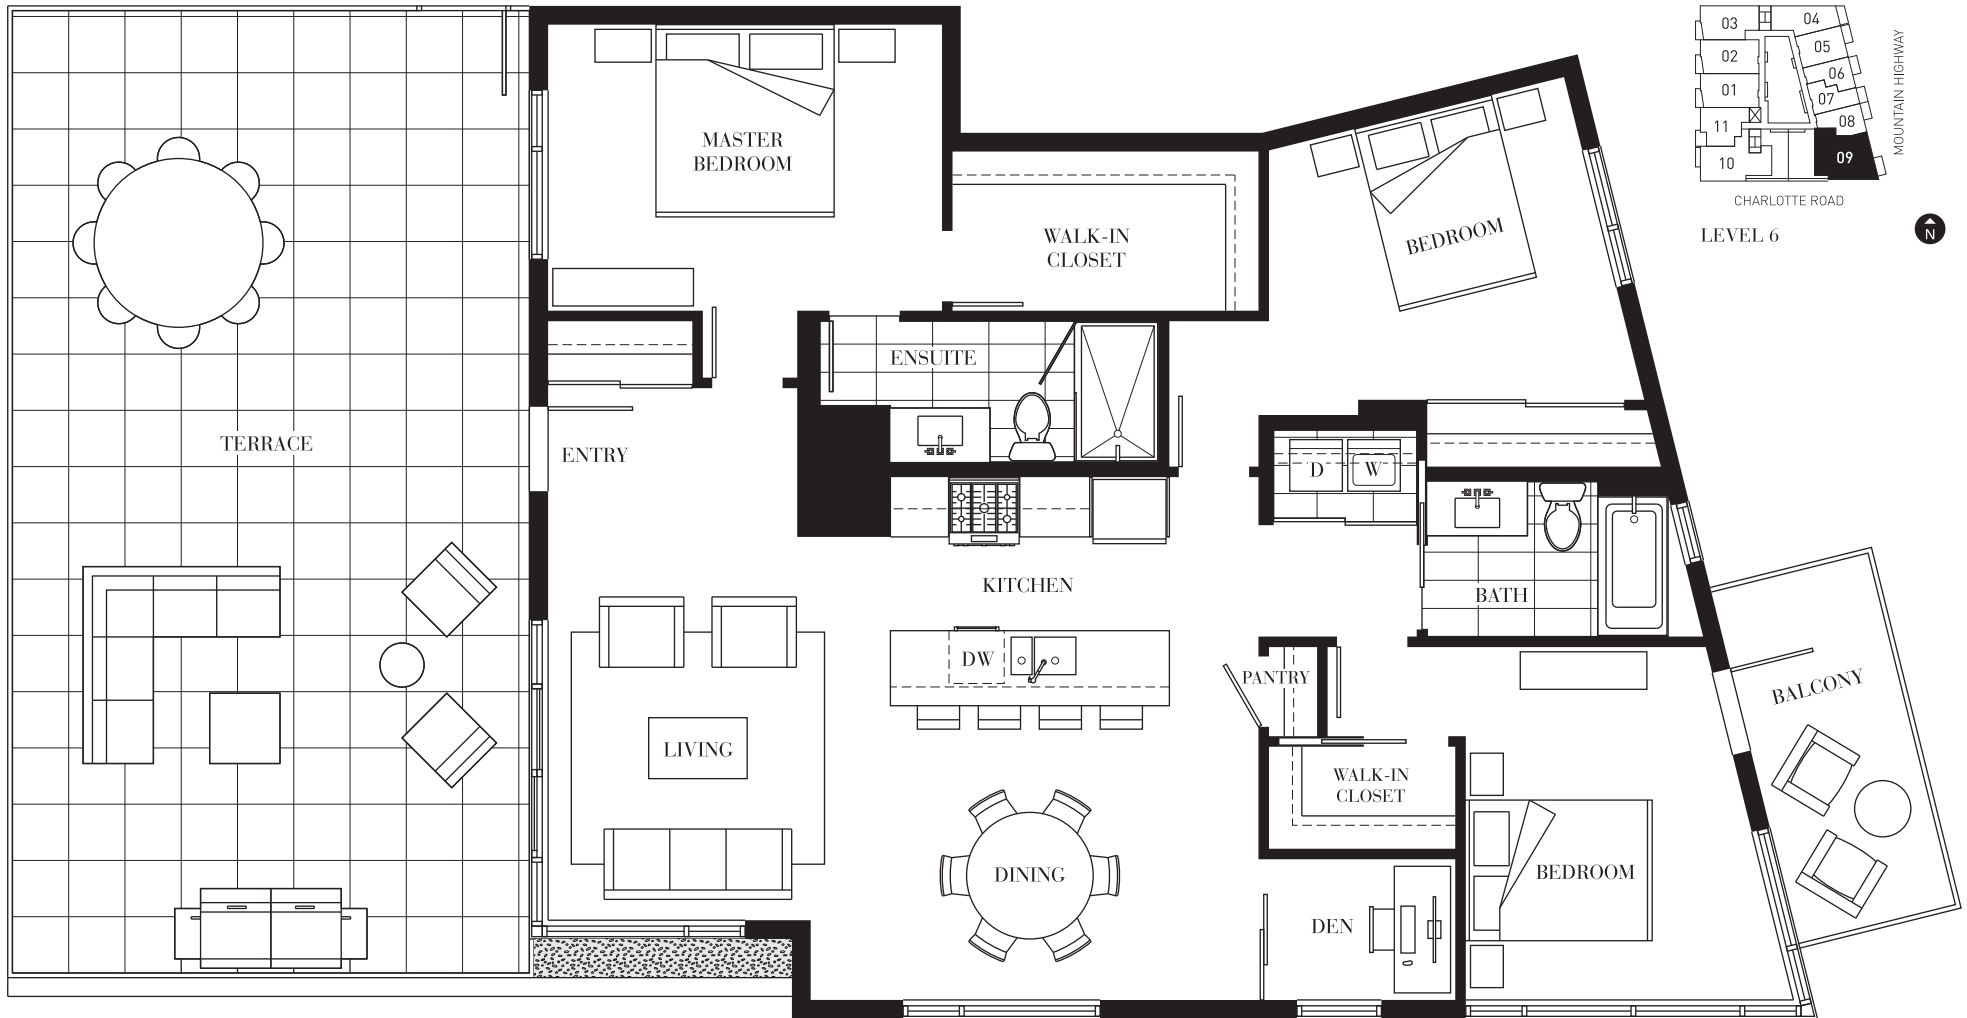 MASTER
BEDROOM
WALK-IN
CLOSET
BEDROOM
ENSUITE
TERRACE
ENTRY
D
W
KITCHEN
BATH
DW
PANTRY
BALCONY
LIVING
WALK-IN
CLOSET
DINING
BEDROOM
DEN
03
04
02
05
01
06
07
11
08
10
09
MOUNTAIN HIGHWAY
CHARLOTTE ROAD
LEVEL 6
N